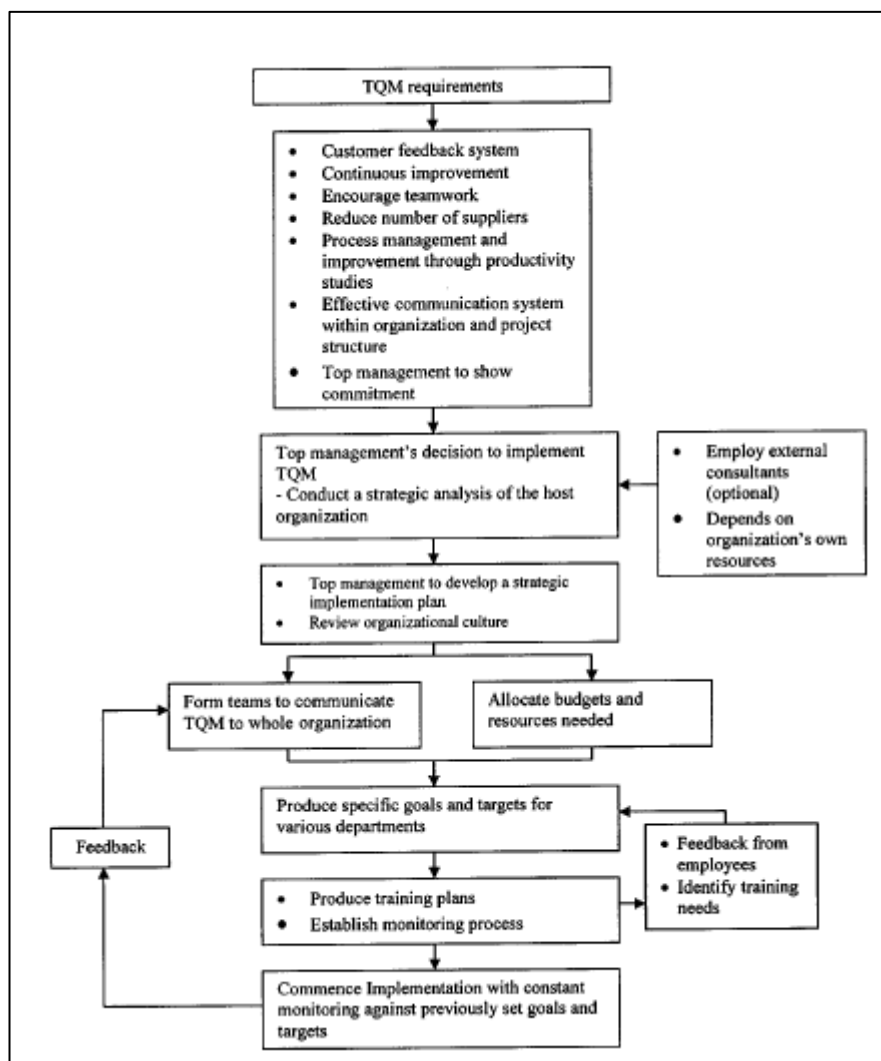 TQM requirements
• Customer feedback system
• Continuous improvement
• Encourage teamwork
• Reduce number of suppliers
• Process management and
improvement through productivity
studies
• Effective communication system
within organization and project
structure
• Top management to show
commitment
Top management's decision to implement
TQM
- Conduct a strategic analysis of the host
organization
• Employ external
consultants
(optional)
• Depends on
organization's own
resources
• Top management to develop a strategic
implementation plan
• Review organizational culture
Form teams to communicate
TQM to whole organization
Allocate budgets and
resources needed
Produce specific goals and targets for
various departments
Feedback
• Feedback from
employees
• Identify training
needs
• Produce training plans
• Establish monitoring process
Commence Implementation with constant
monitoring against previously set goals and
targets